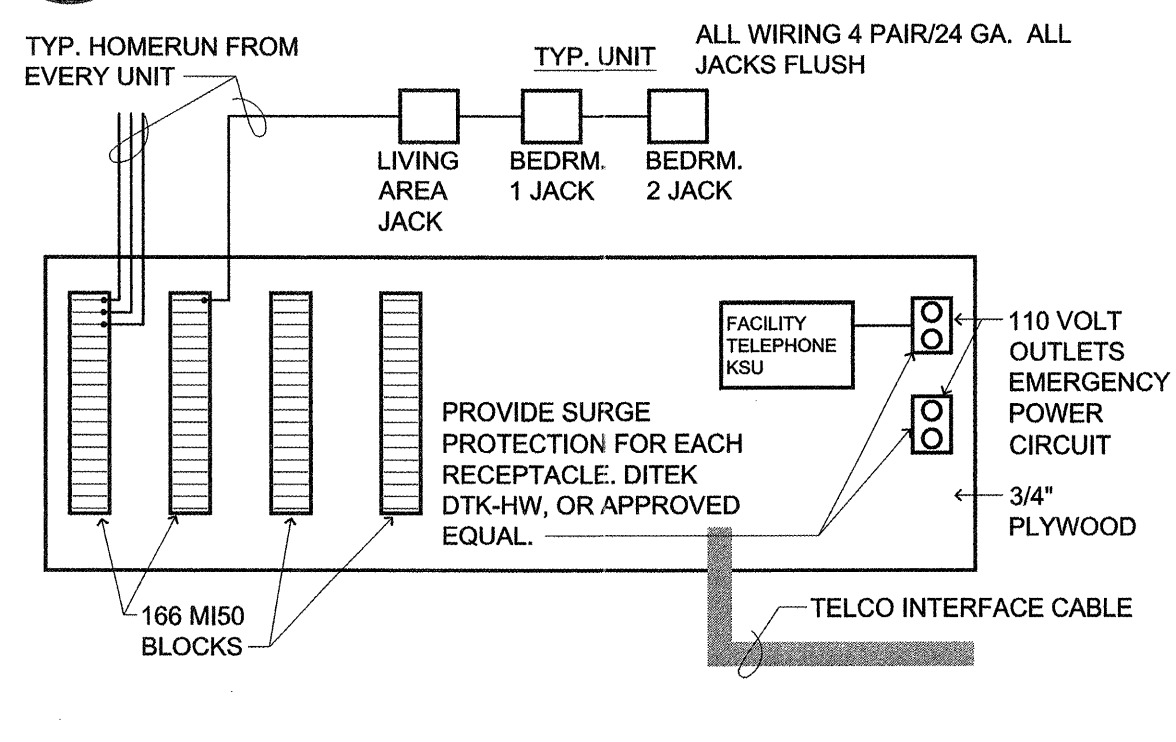 TYP. HOMERUN FROM
EVERY UNIT
TYP. UNIT
ALL WIRING 4 PAIR/24 GA. ALL
JACKS FLUSH
LIVING
AREA
JACK
BEDRM.
1 JACK
BEDRM.
2 JACK
FACILITY
TELEPHONE
KSU
110 VOLT
OUTLETS
EMERGENCY
POWER
CIRCUIT
PROVIDE SURGE
PROTECTION FOR EACH
RECEPTACLE. DITEK
DTK-HW, OR APPROVED
EQUAL.
3/4"
PLYWOOD
166 MI50
BLOCKS
TELCO INTERFACE CABLE